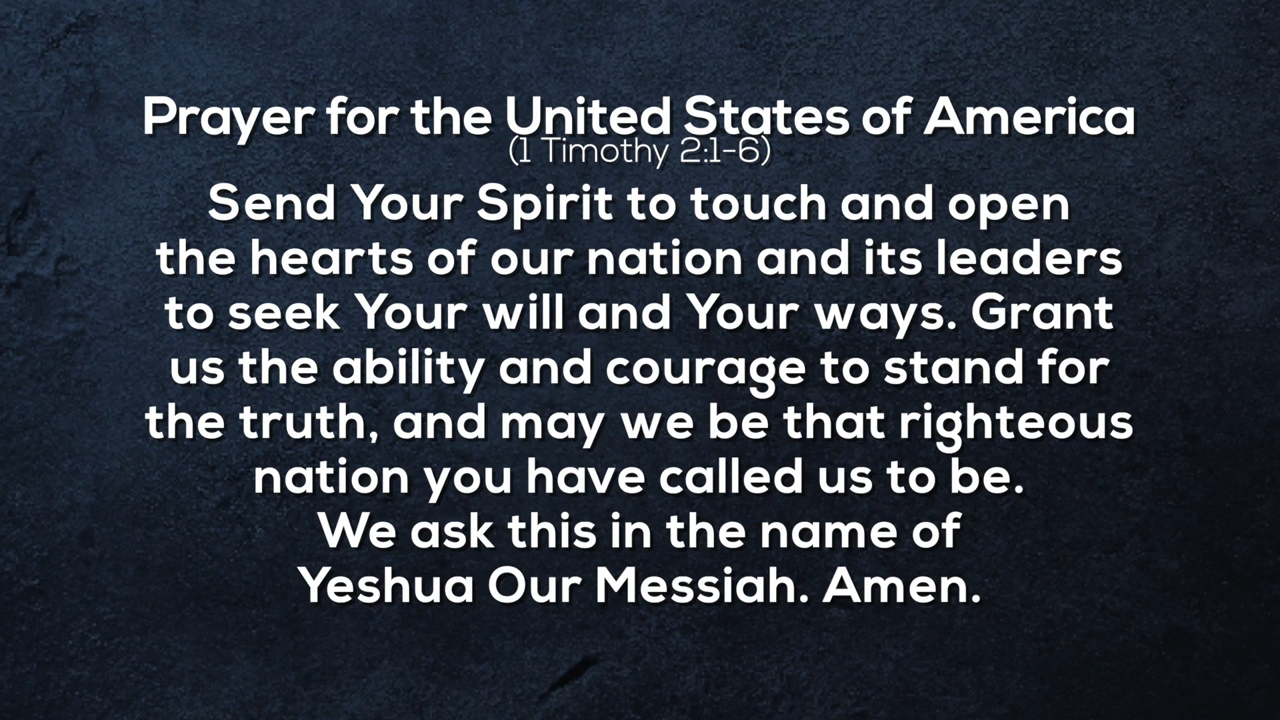 Prayer for the United States of America
(1 Timothy 2:1-6)
Send Your Spirit to touch and open
the hearts of our nation and its leaders
to seek Your will and Your ways. Grant
us the ability and courage to stand for
the truth, and may we be that righteous
nation you have called us to be.
We ask this in the name of
Yeshua Our Messiah. Amen.